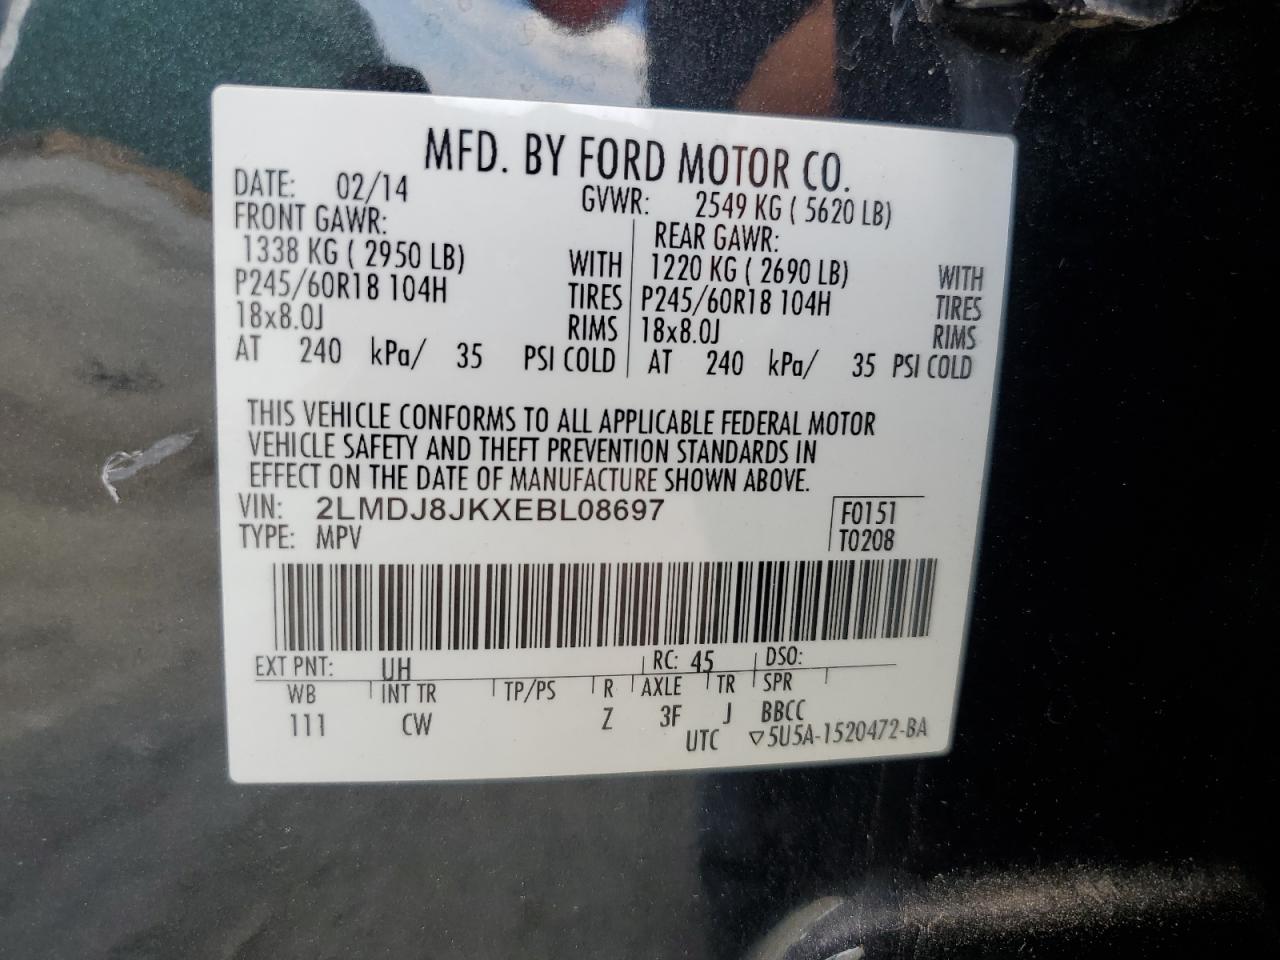 MFD. BY FORD MOTOR CO.
DATE: 02/14 GVWR: 2549 KG ( 5620 LB)
FRONT GAWR: REAR GAWR:
1338 KG ( 2950 LB) WITH 1220 KG ( 2690 LB) WITH
P245/60R18 104H TIRES P245/60R18 104H TIRES
18x8.0J RIMS 18x8.0J RIMS
AT 240 kPa/ 35 PSI COLD AT 240 kPa/ 35 PSI COLD
THIS VEHICLE CONFORMS TO ALL APPLICABLE FEDERAL MOTOR
VEHICLE SAFETY AND THEFT PREVENTION STANDARDS IN
EFFECT ON THE DATE OF MANUFACTURE SHOWN ABOVE.
VIN: 2LMDJ8JKXEBL08697 F0151
TYPE: MPV T0208
EXT PNT: UH RC: 45 DSO:
WB INT TR TP/PS R AXLE TR SPR
111 CW Z 3F J BBCC
UTC ▽5U5A-1520472-BA